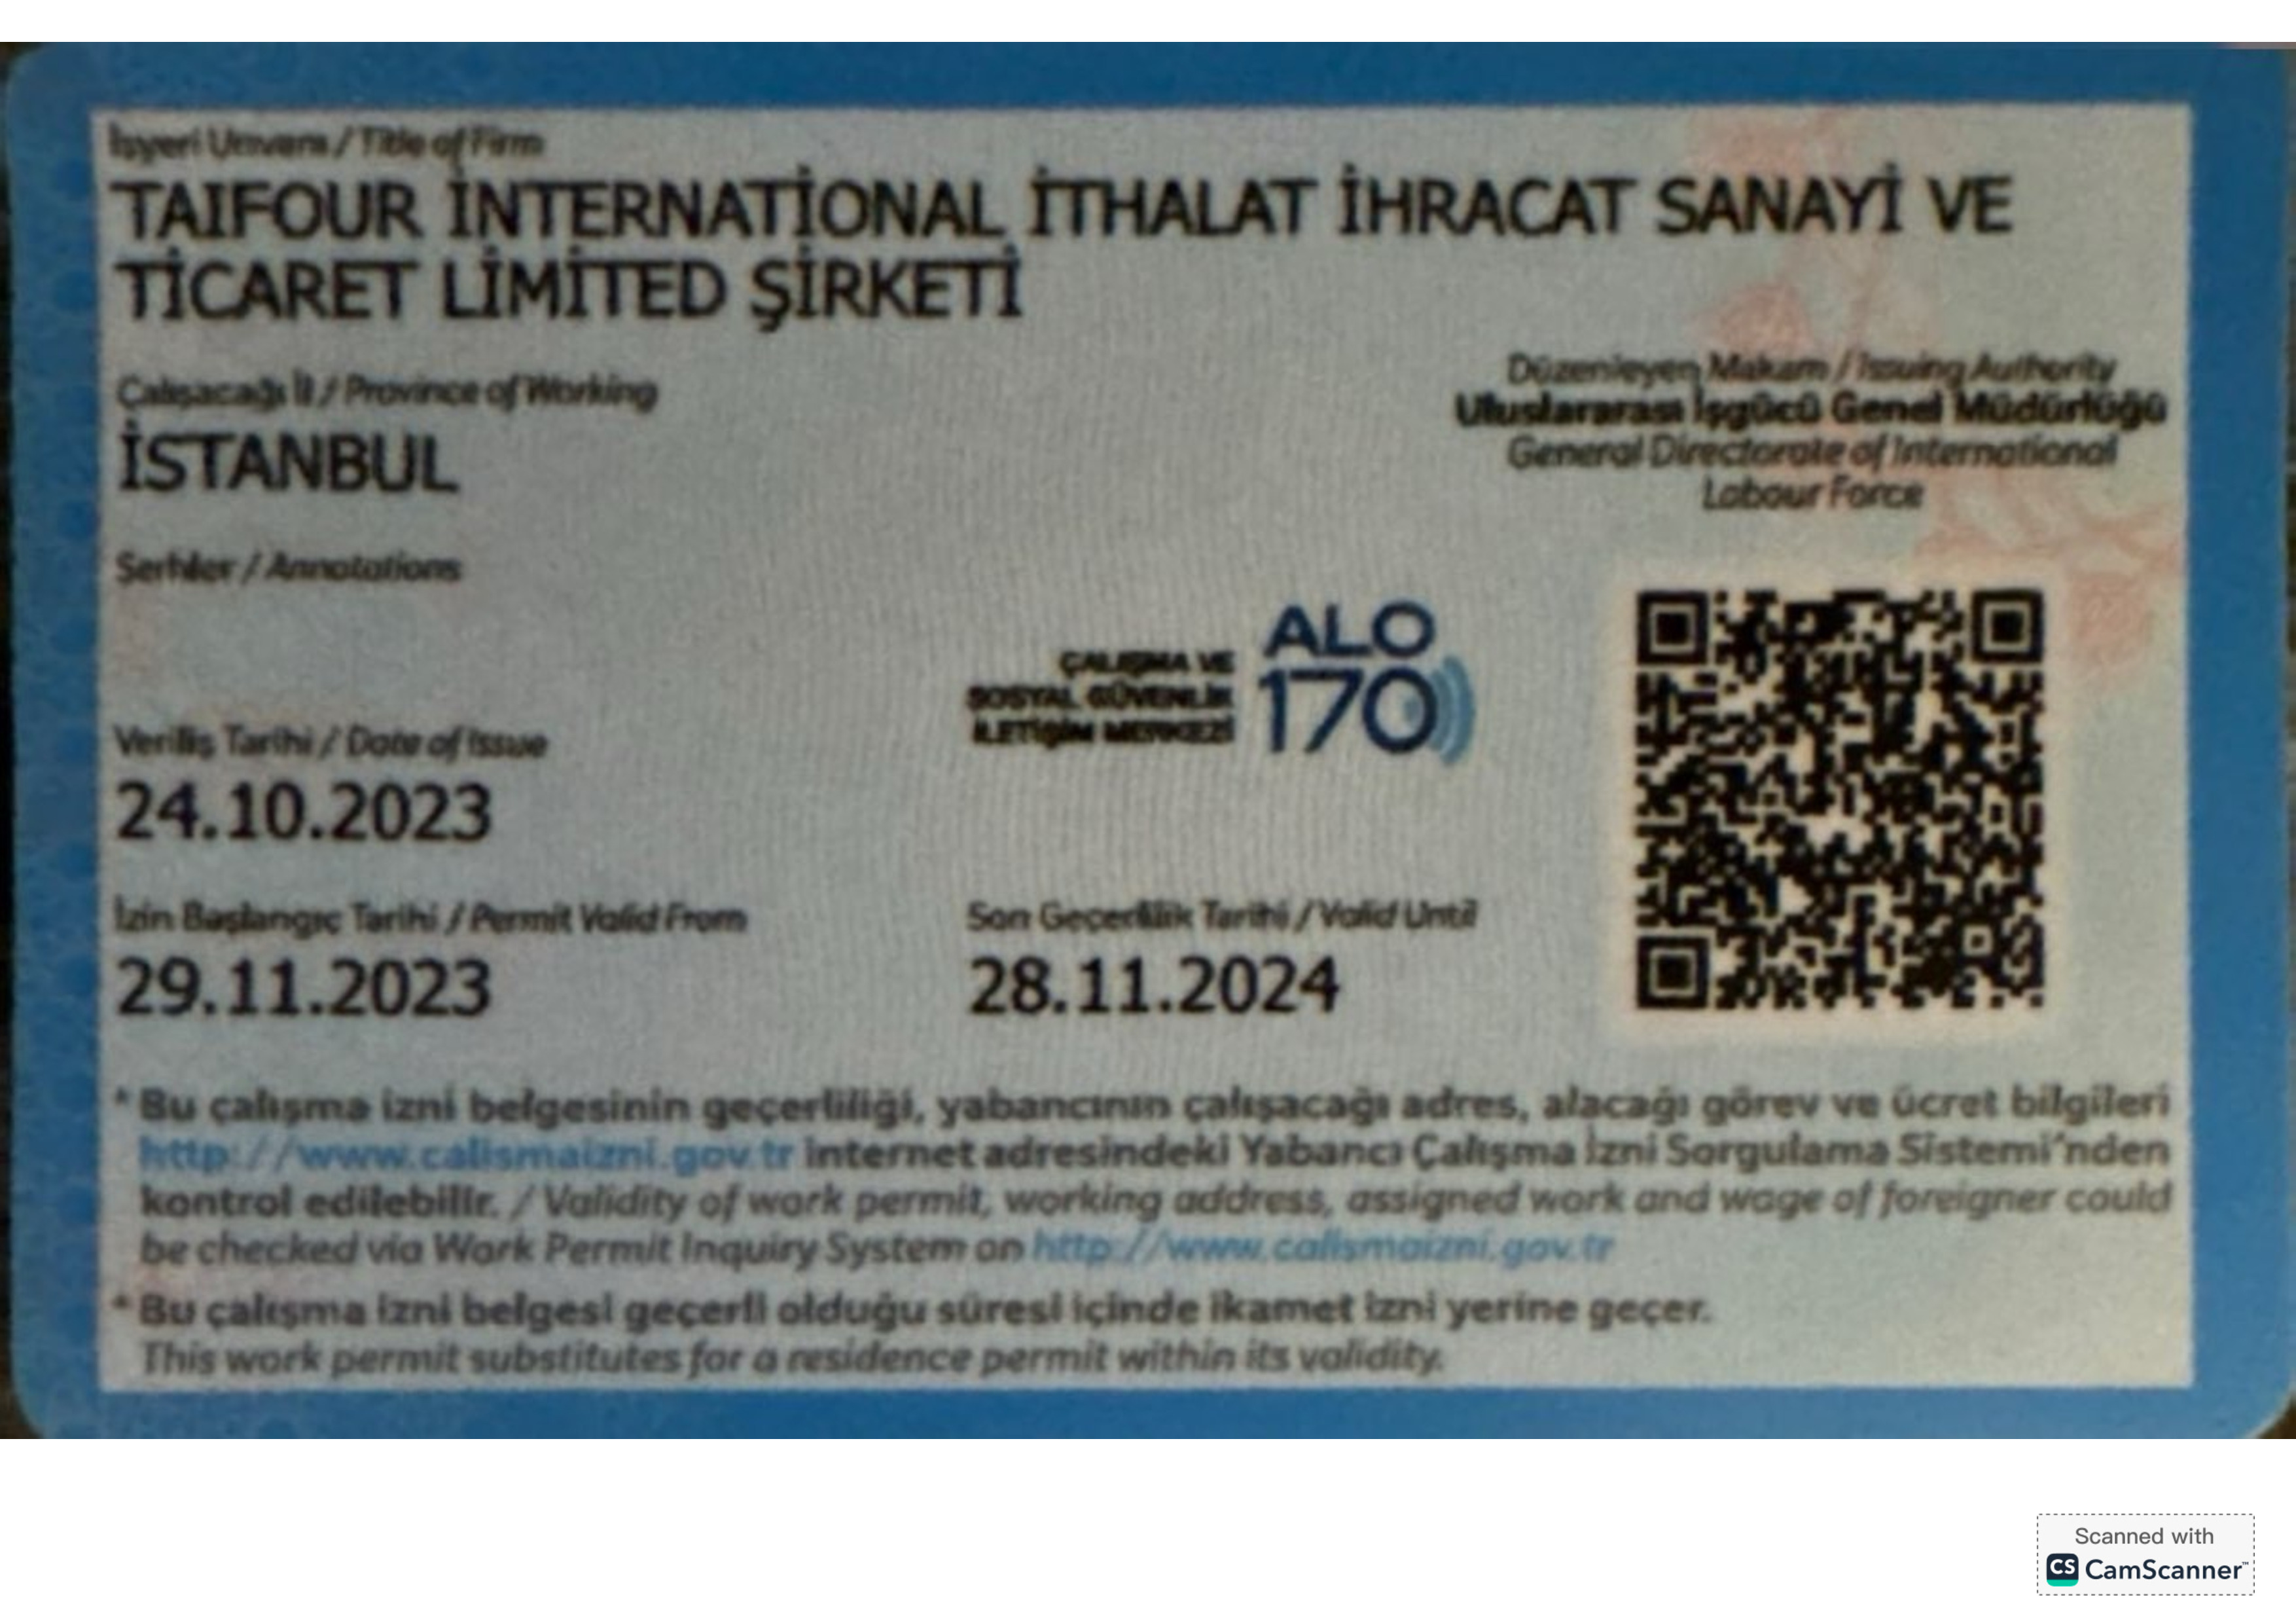 İşyeri Unvanı / Title of Firm
TAIFOUR İNTERNATİONAL İTHALAT İHRACAT SANAYİ VE
TİCARET LİMİTED ŞİRKETİ
Çalışacağı İl / Province of Working
İSTANBUL
Düzenleyen Makam / Issuing Authority
Uluslararası İşgücü Genel Müdürlüğü
General Directorate of International
Labour Force
Şerhler / Annotations
ÇALIŞMA VE
SOSYAL GÜVENLİK
İLETİŞİM MERKEZİ
ALO
170
Veriliş Tarihi / Date of Issue
24.10.2023
İzin Başlangıç Tarihi / Permit Valid From
29.11.2023
Son Geçerlilik Tarihi / Valid Until
28.11.2024
* Bu çalışma izni belgesinin geçerliliği, yabancının çalışacağı adres, alacağı görev ve ücret bilgileri
http://www.calismaizni.gov.tr internet adresindeki Yabancı Çalışma İzni Sorgulama Sistemi'nden
kontrol edilebilir. / Validity of work permit, working address, assigned work and wage of foreigner could
be checked via Work Permit Inquiry System on http://www.calismaizni.gov.tr
* Bu çalışma izni belgesi geçerli olduğu süresi içinde ikamet izni yerine geçer.
This work permit substitutes for a residence permit within its validity.
Scanned with
CS CamScanner™